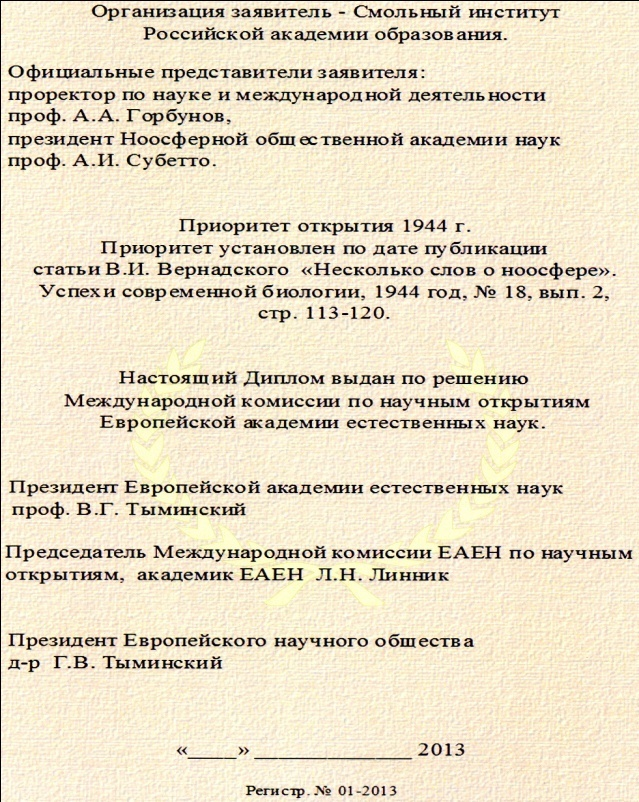 Организация заявитель - Смольный институт
Российской академии образования.
Официальные представители заявителя:
проректор по науке и международной деятельности
проф. А.А. Горбунов,
президент Ноосферной общественной академии наук
проф. А.И. Субетто.
Приоритет открытия 1944 г.
Приоритет установлен по дате публикации
статьи В.И. Вернадского «Несколько слов о ноосфере».
Успехи современной биологии, 1944 год, № 18, вып. 2,
стр. 113-120.
Настоящий Диплом выдан по решению
Международной комиссии по научным открытиям
Европейской академии естественных наук.
Президент Европейской академии естественных наук
проф. В.Г. Тыминский
Председатель Международной комиссии ЕАЕН по научным
открытиям, академик ЕАЕН Л.Н. Линник
Президент Европейского научного общества
д-р Г.В. Тыминский
«____» ______________ 2013
Регистр. № 01-2013